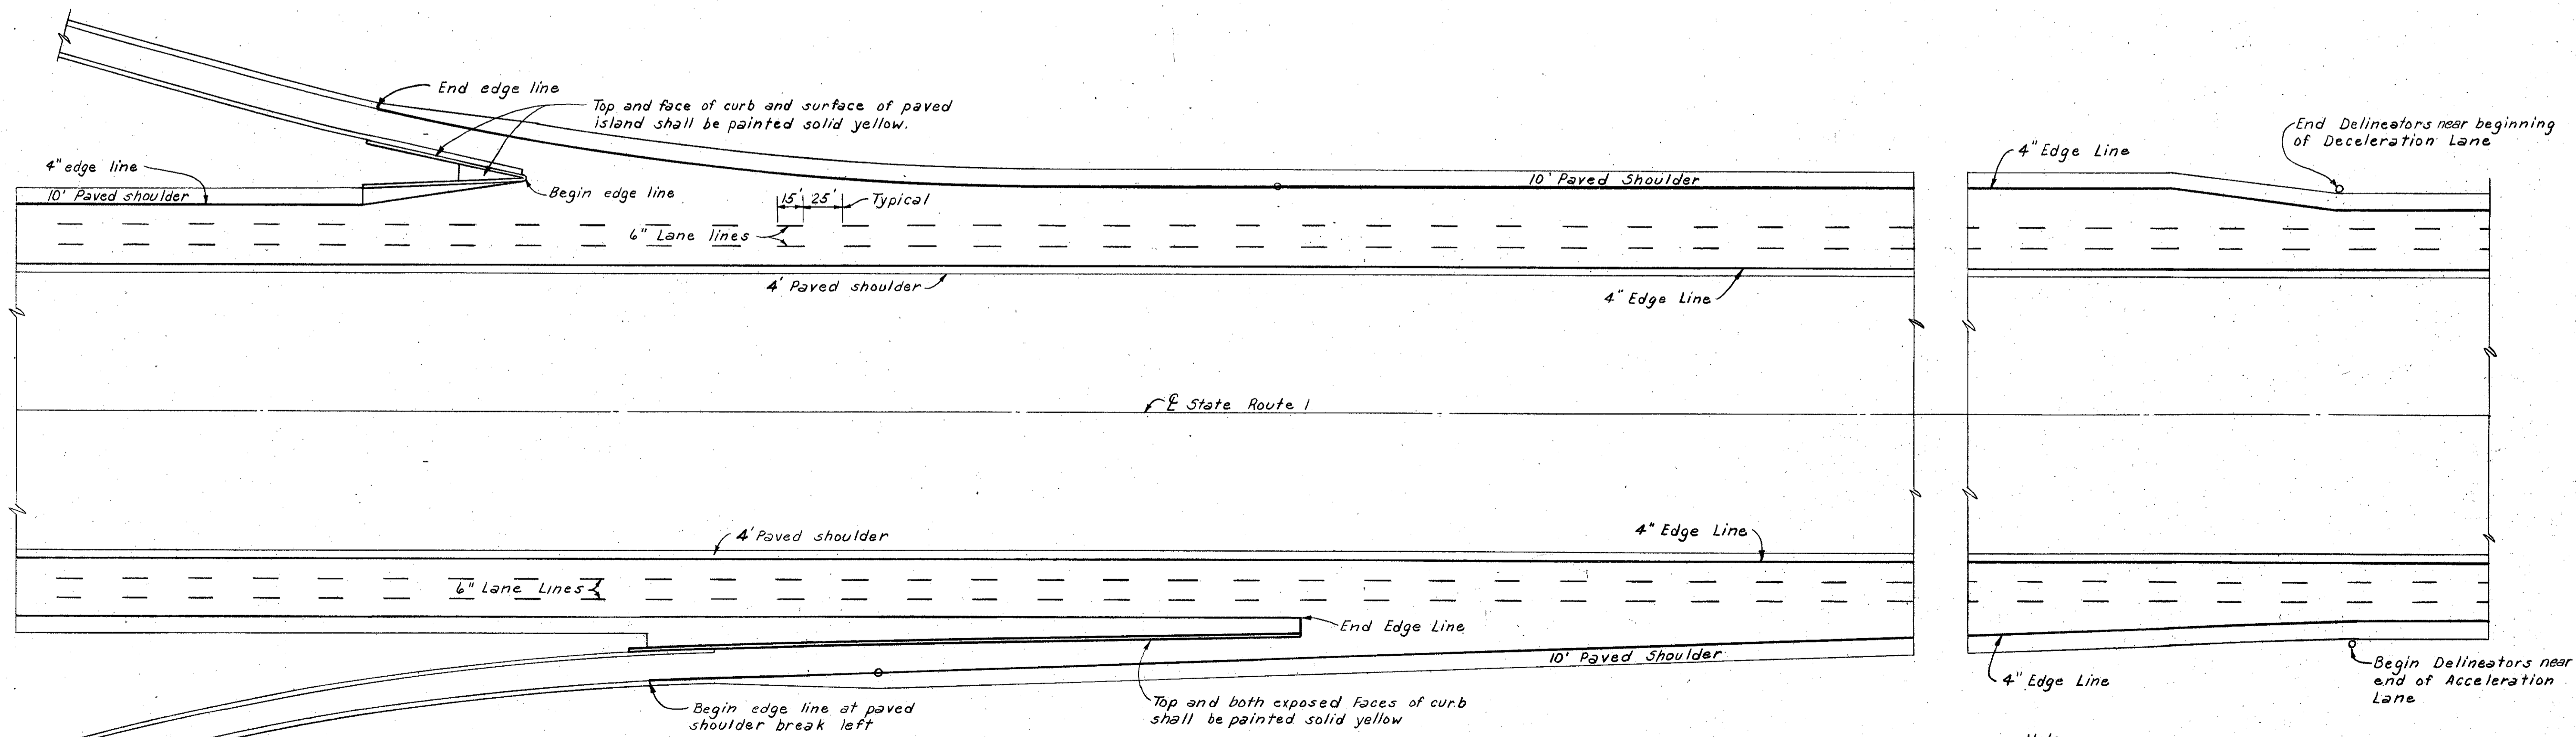 End edge line
Top and face of curb and surface of paved
island shall be painted solid yellow.
4" edge line
10' Paved shoulder
Begin edge line
15' 25' Typical
6" Lane lines
10' Paved Shoulder
4" Edge Line
End Delineators near beginning
of Deceleration Lane
4' Paved shoulder
4" Edge Line
℄ State Route 1
4' Paved shoulder
4" Edge Line
6" Lane Lines
End Edge Line
10' Paved Shoulder
Begin edge line at paved
shoulder break left
Top and both exposed Faces of curb
shall be painted solid yellow
4" Edge Line
Begin Delineators near
end of Acceleration
Lane